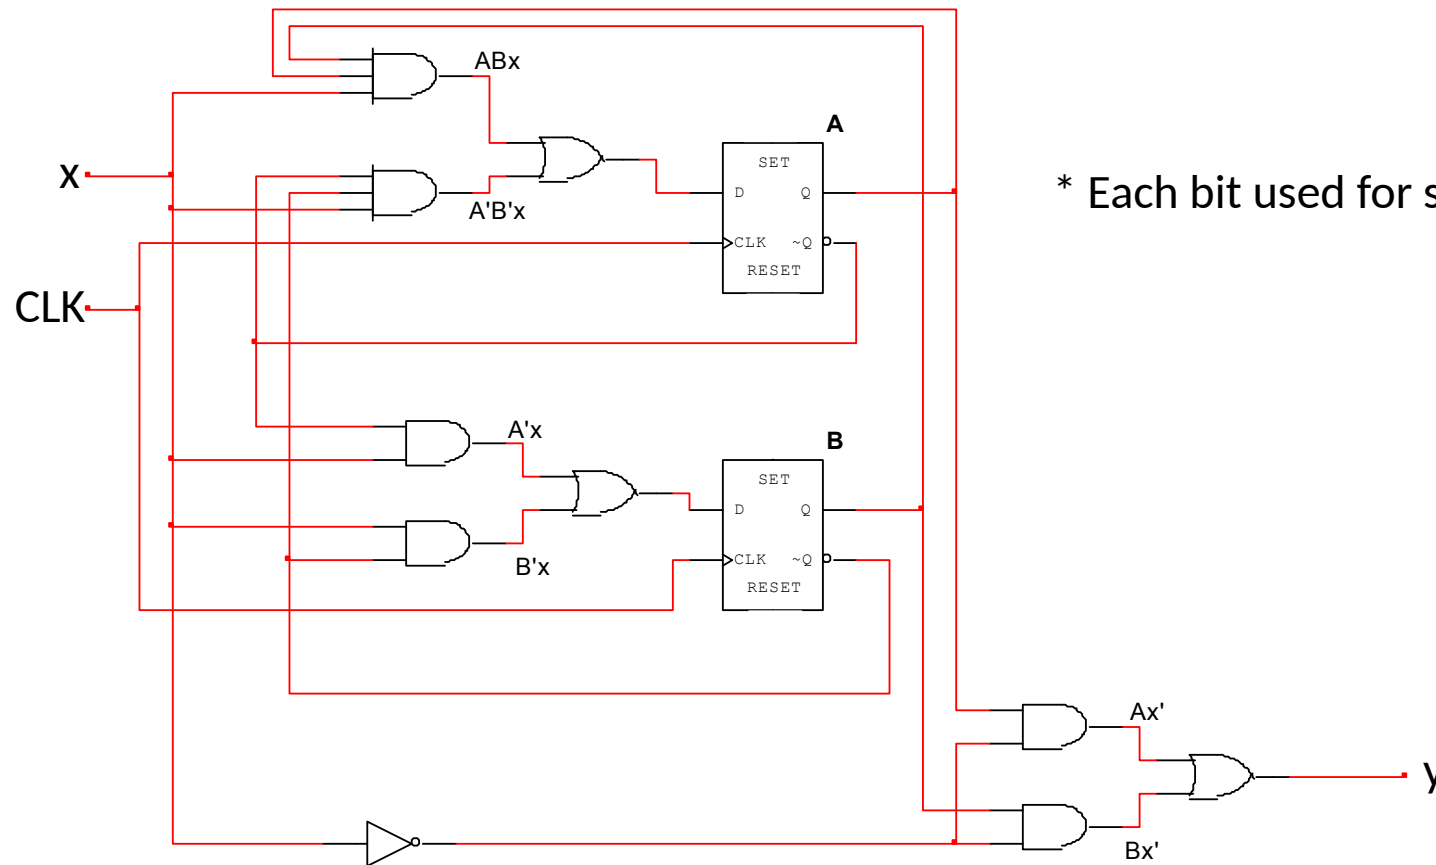 ABx
A
SET
D Q
x
* Each bit used for
A'B'x
CLK ~Q
RESET
CLK
A'x
B
SET
D Q
CLK ~Q
B'x
RESET
Ax'
y
Bx'